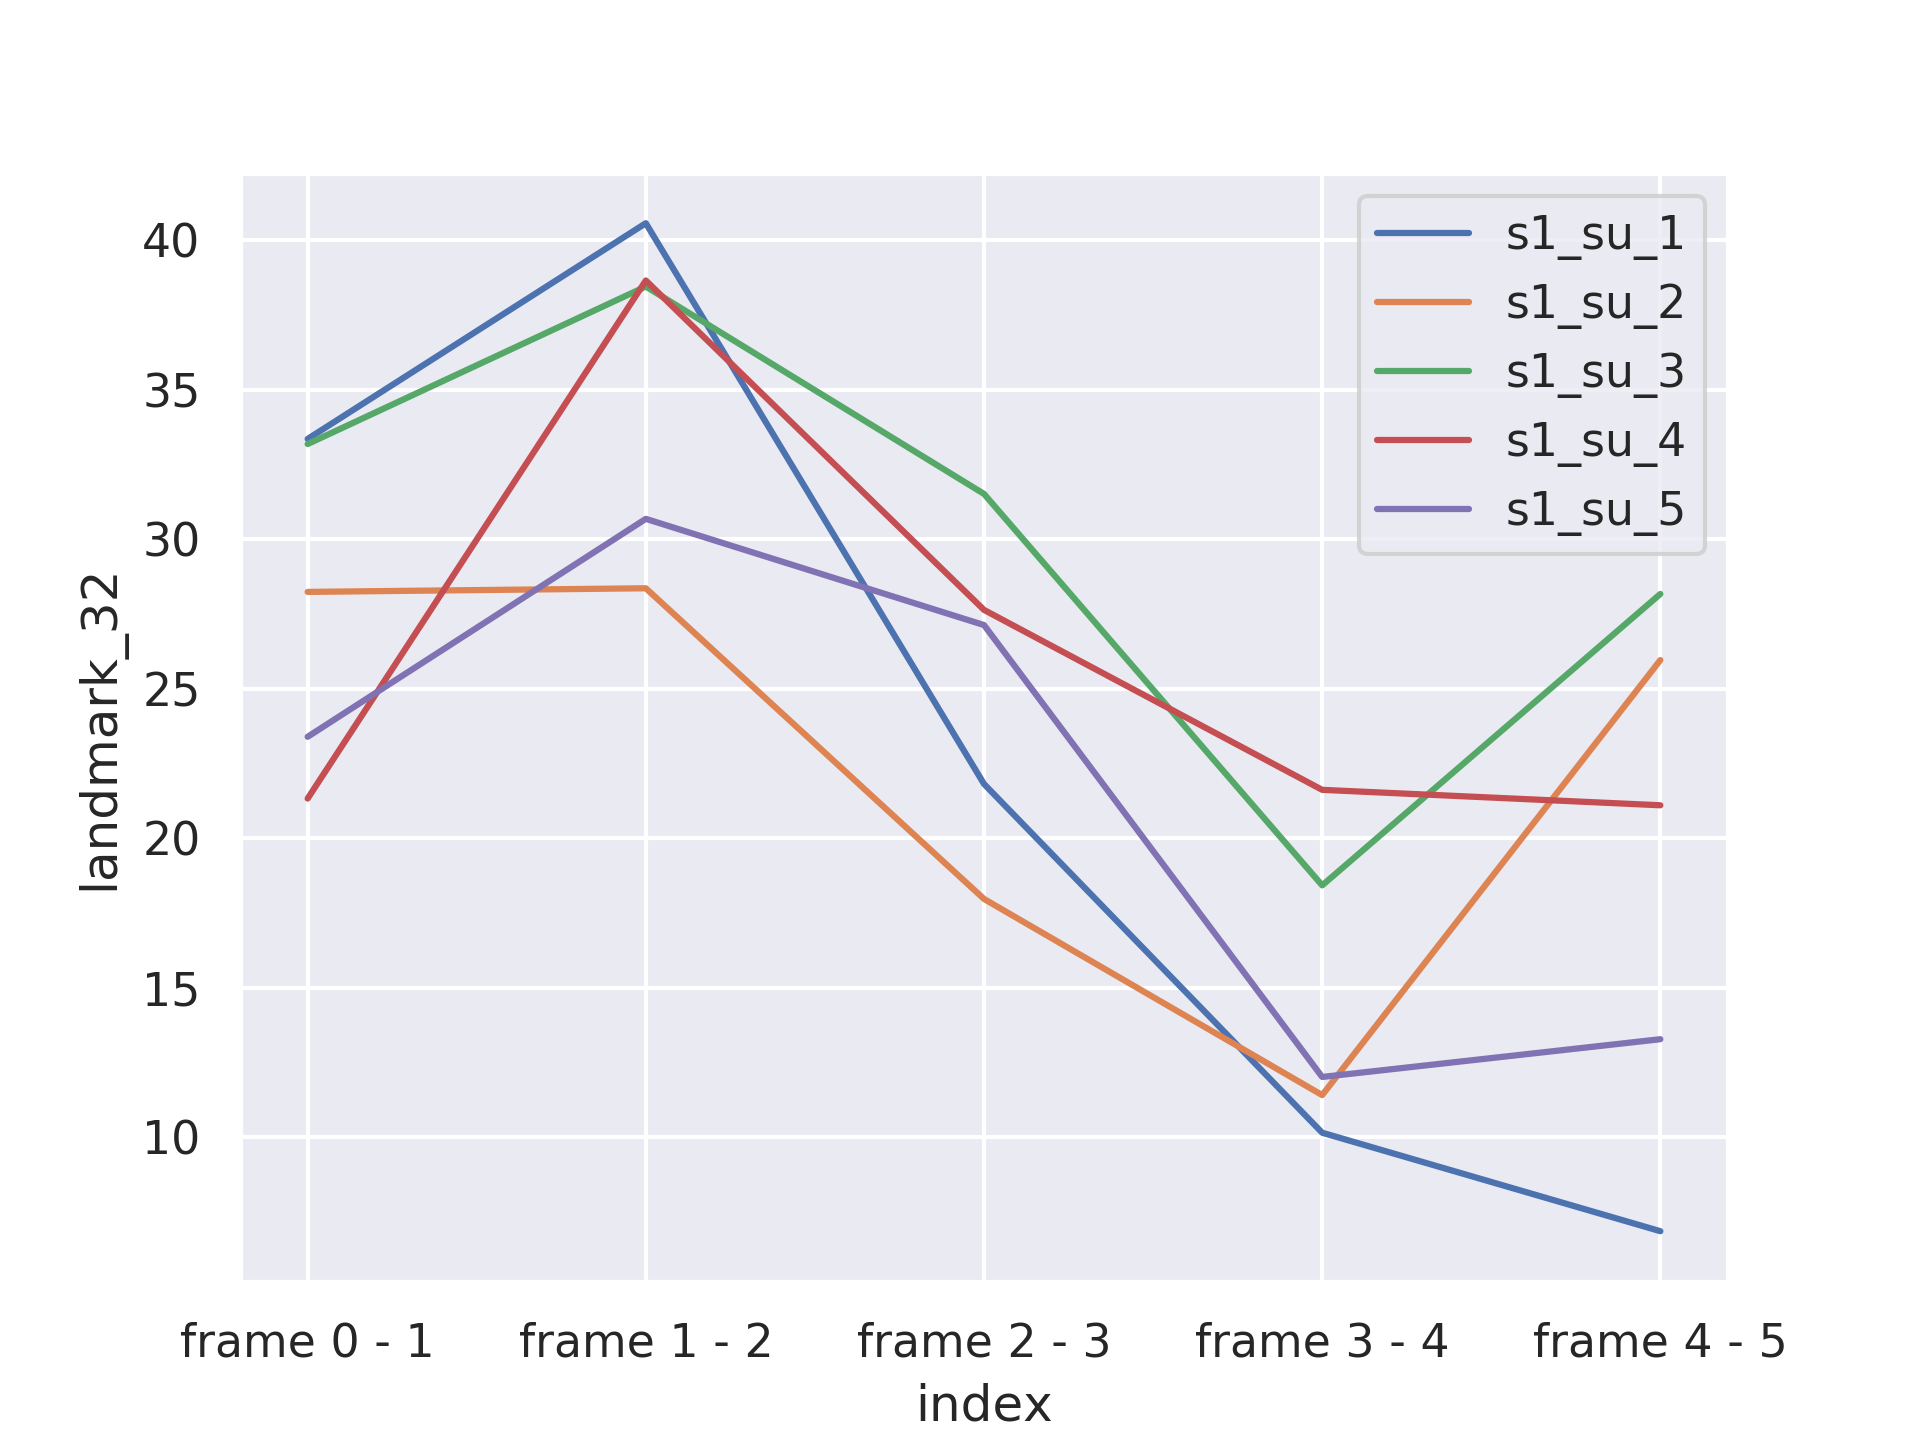 s1_su_1
s1_su_2
s1_su_3
s1_su_4
s1_su_5
40
35
30
25
20
15
10
landmark_32
frame 0 - 1 frame 1 - 2 frame 2 - 3 frame 3 - 4 frame 4 - 5
index